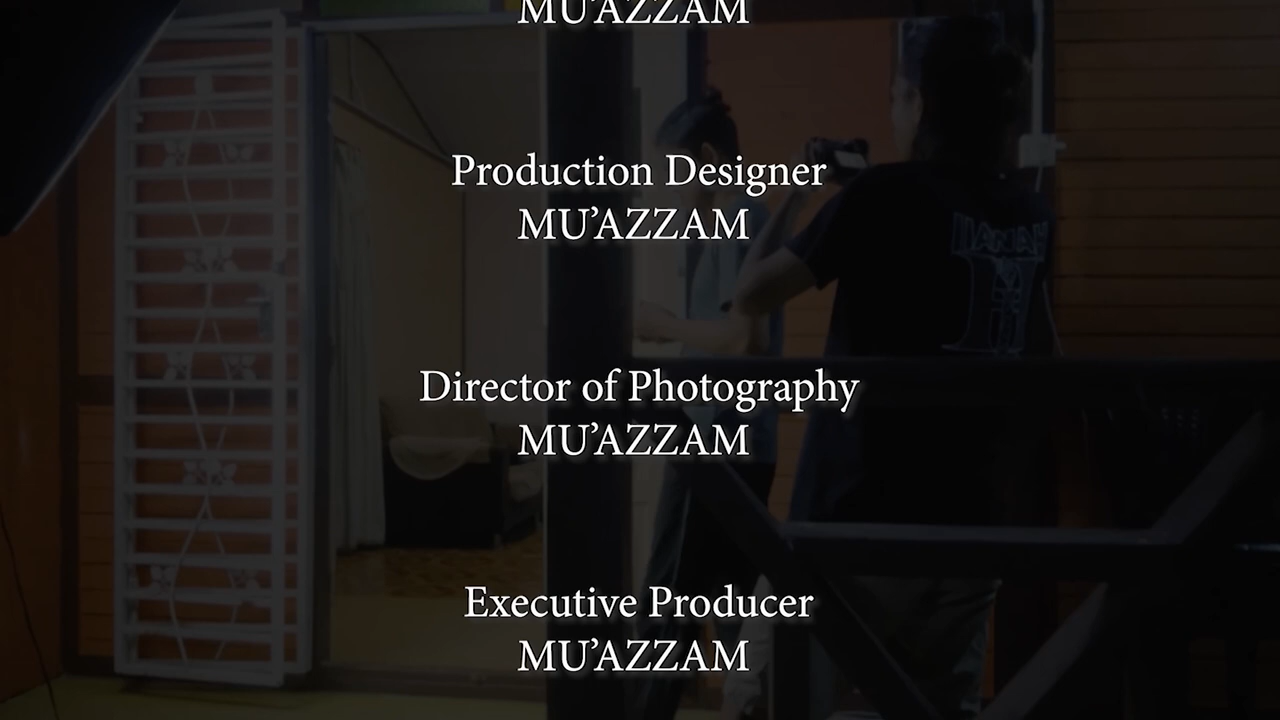 MU’AZZAM
Production Designer
MU’AZZAM
Director of Photography
MU’AZZAM
Executive Producer
MU’AZZAM